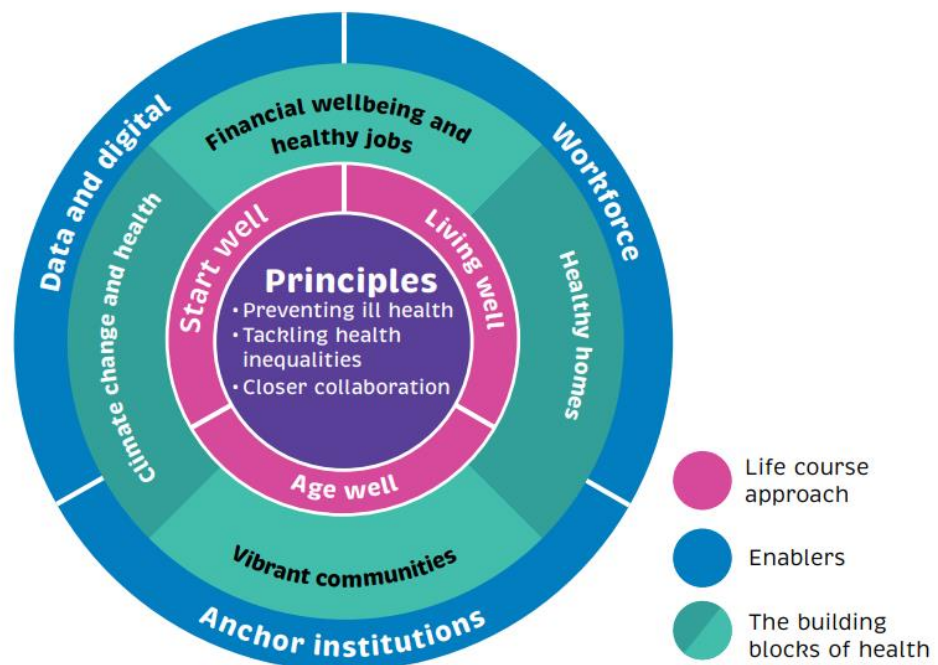 Data and digital
Workforce
Anchor institutions
Financial wellbeing and
healthy jobs
Healthy homes
Vibrant communities
Climate change and health
Start well
Living well
Age well
Principles
• Preventing ill health
• Tackling health
inequalities
• Closer collaboration
Life course
approach
Enablers
The building
blocks of health